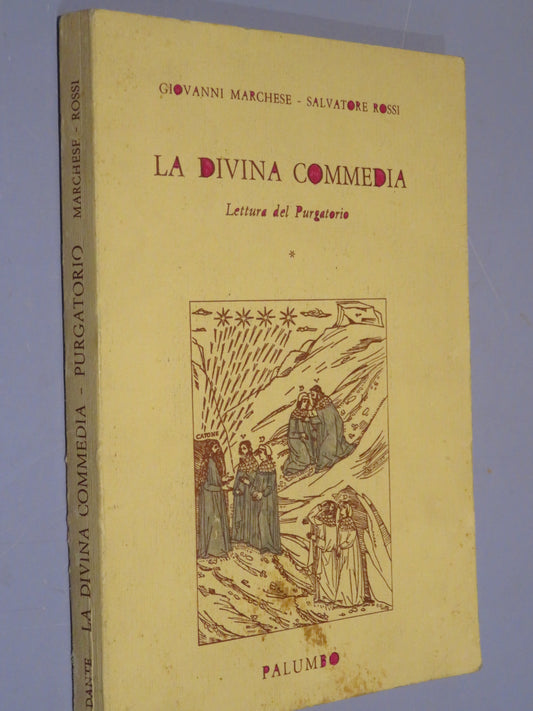 GIOVANNI MARCHESE - SALVATORE ROSSI
LA DIVINA COMMEDIA
Lettura del Purgatorio
*
CATONE
V
D
D
V
PALUMBO
DANTE LA DIVINA COMMEDIA - PURGATORIO MARCHESE - ROSSI